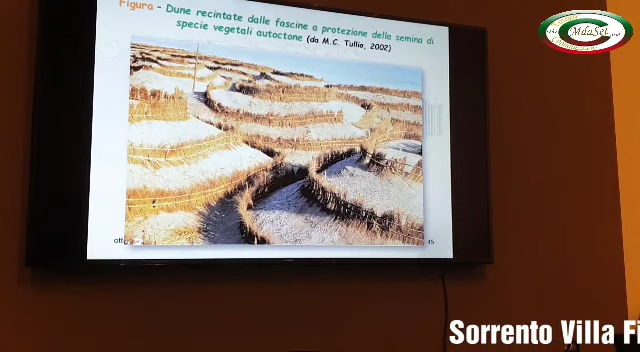 Figura - Dune recintate dalle fascine a protezione della semina di
specie vegetali autoctone (da M.C. Tullio, 2002)
MdaSet
45
Sorrento Villa Fi